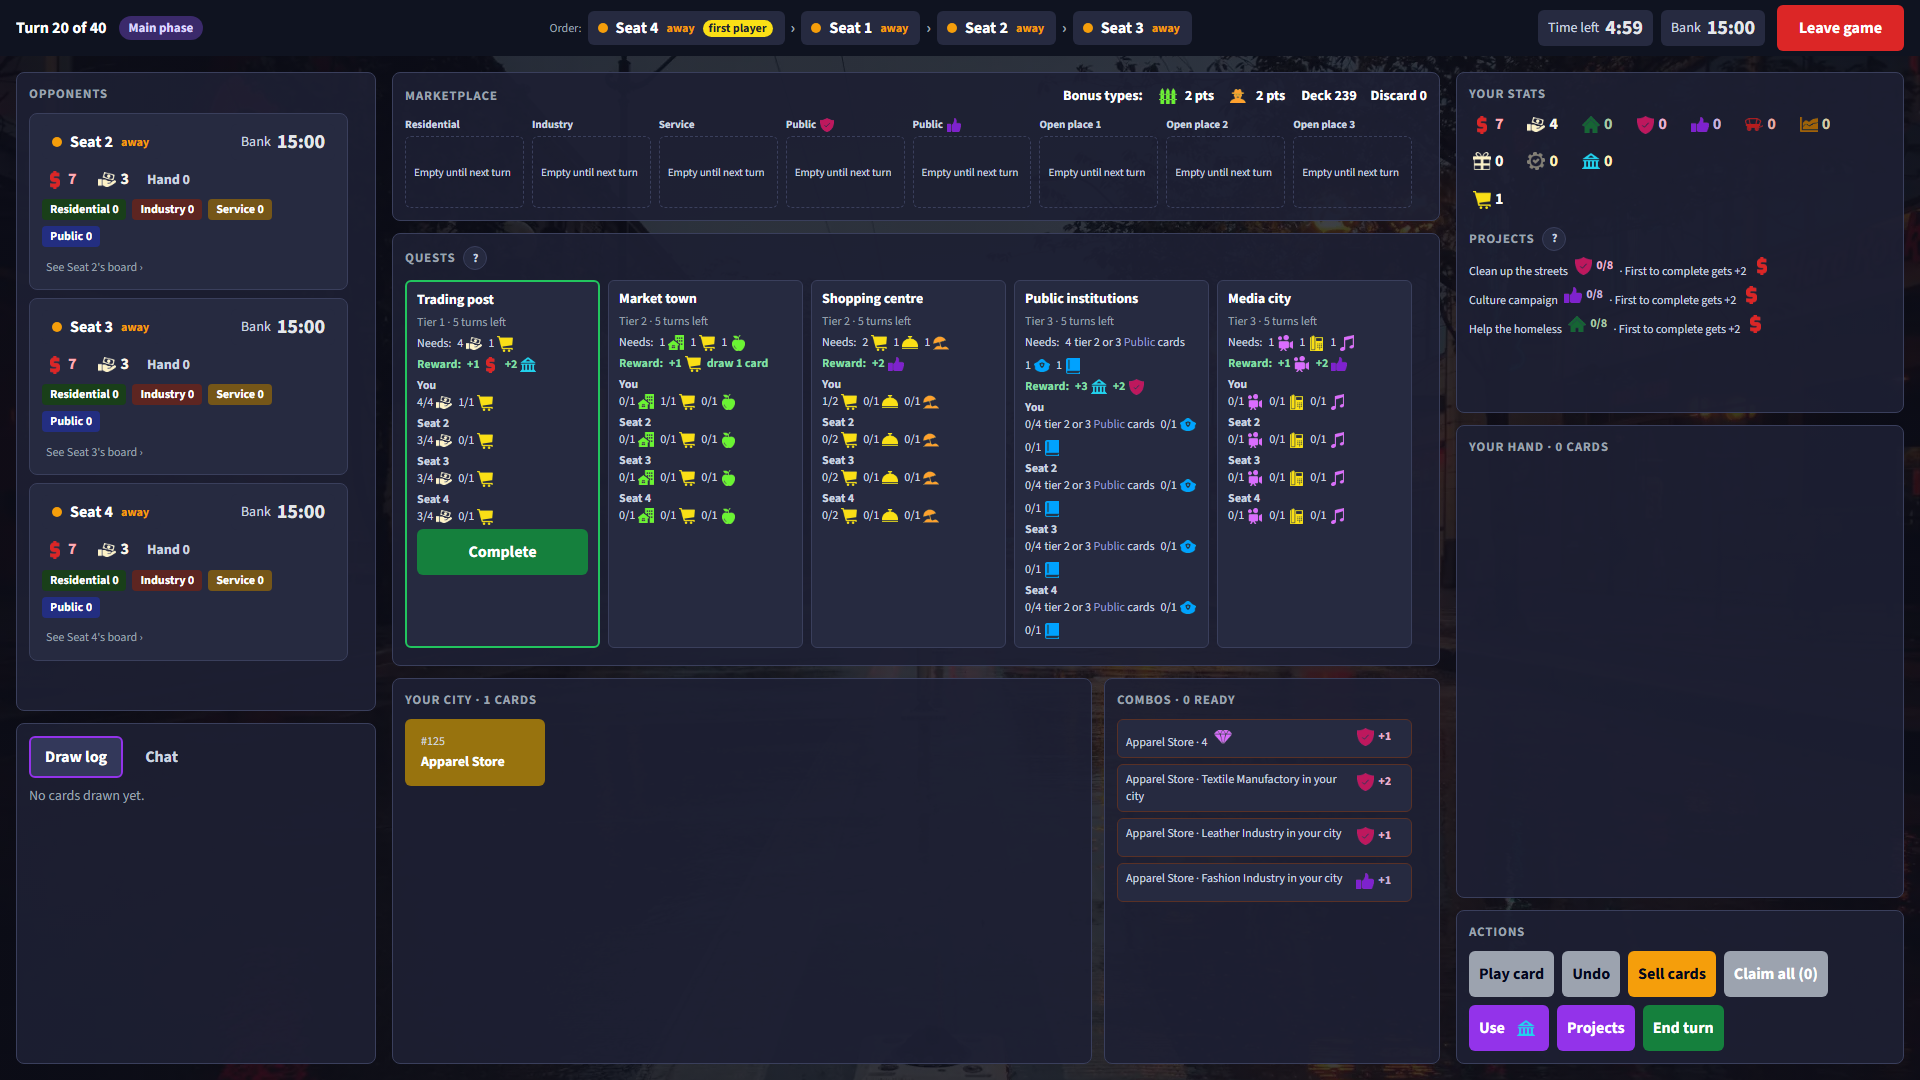 Turn 20 of 40 Main phase
Order: Seat 4 away first player › Seat 1 away › Seat 2 away › Seat 3 away
Time left 4:59 Bank 15:00 Leave game
OPPONENTS
Seat 2 away Bank 15:00
7 3 Hand 0
Residential 0 Industry 0 Service 0
Public 0
See Seat 2's board ›
Seat 3 away Bank 15:00
7 3 Hand 0
Residential 0 Industry 0 Service 0
Public 0
See Seat 3's board ›
Seat 4 away Bank 15:00
7 3 Hand 0
Residential 0 Industry 0 Service 0
Public 0
See Seat 4's board ›
Draw log Chat
No cards drawn yet.
MARKETPLACE
Bonus types: 2 pts 2 pts Deck 239 Discard 0
Residential Industry Service Public Public Open place 1 Open place 2 Open place 3
Empty until next turn Empty until next turn Empty until next turn Empty until next turn Empty until next turn Empty until next turn Empty until next turn Empty until next turn
QUESTS ?
Trading post
Tier 1 · 5 turns left
Needs: 4 1
Reward: +1 +2
You
4/4 1/1
Seat 2
3/4 0/1
Seat 3
3/4 0/1
Seat 4
3/4 0/1
Complete
Market town
Tier 2 · 5 turns left
Needs: 1 1 1
Reward: +1 draw 1 card
You
0/1 1/1 0/1
Seat 2
0/1 0/1 0/1
Seat 3
0/1 0/1 0/1
Seat 4
0/1 0/1 0/1
Shopping centre
Tier 2 · 5 turns left
Needs: 2 1 1
Reward: +2
You
1/2 0/1 0/1
Seat 2
0/2 0/1 0/1
Seat 3
0/2 0/1 0/1
Seat 4
0/2 0/1 0/1
Public institutions
Tier 3 · 5 turns left
Needs: 4 tier 2 or 3 Public cards
1 1
Reward: +3 +2
You
0/4 tier 2 or 3 Public cards 0/1
0/1
Seat 2
0/4 tier 2 or 3 Public cards 0/1
0/1
Seat 3
0/4 tier 2 or 3 Public cards 0/1
0/1
Seat 4
0/4 tier 2 or 3 Public cards 0/1
0/1
Media city
Tier 3 · 5 turns left
Needs: 1 1 1
Reward: +1 +2
You
0/1 0/1 0/1
Seat 2
0/1 0/1 0/1
Seat 3
0/1 0/1 0/1
Seat 4
0/1 0/1 0/1
YOUR CITY · 1 CARDS
#125
Apparel Store
COMBOS · 0 READY
Apparel Store · 4 +1
Apparel Store · Textile Manufactory in your
city +2
Apparel Store · Leather Industry in your city +1
Apparel Store · Fashion Industry in your city +1
YOUR STATS
7 4 0 0 0 0 0
0 0 0
1
PROJECTS ?
Clean up the streets 0/8 · First to complete gets +2
Culture campaign 0/8 · First to complete gets +2
Help the homeless 0/8 · First to complete gets +2
YOUR HAND · 0 CARDS
ACTIONS
Play card Undo Sell cards Claim all (0)
Use Projects End turn